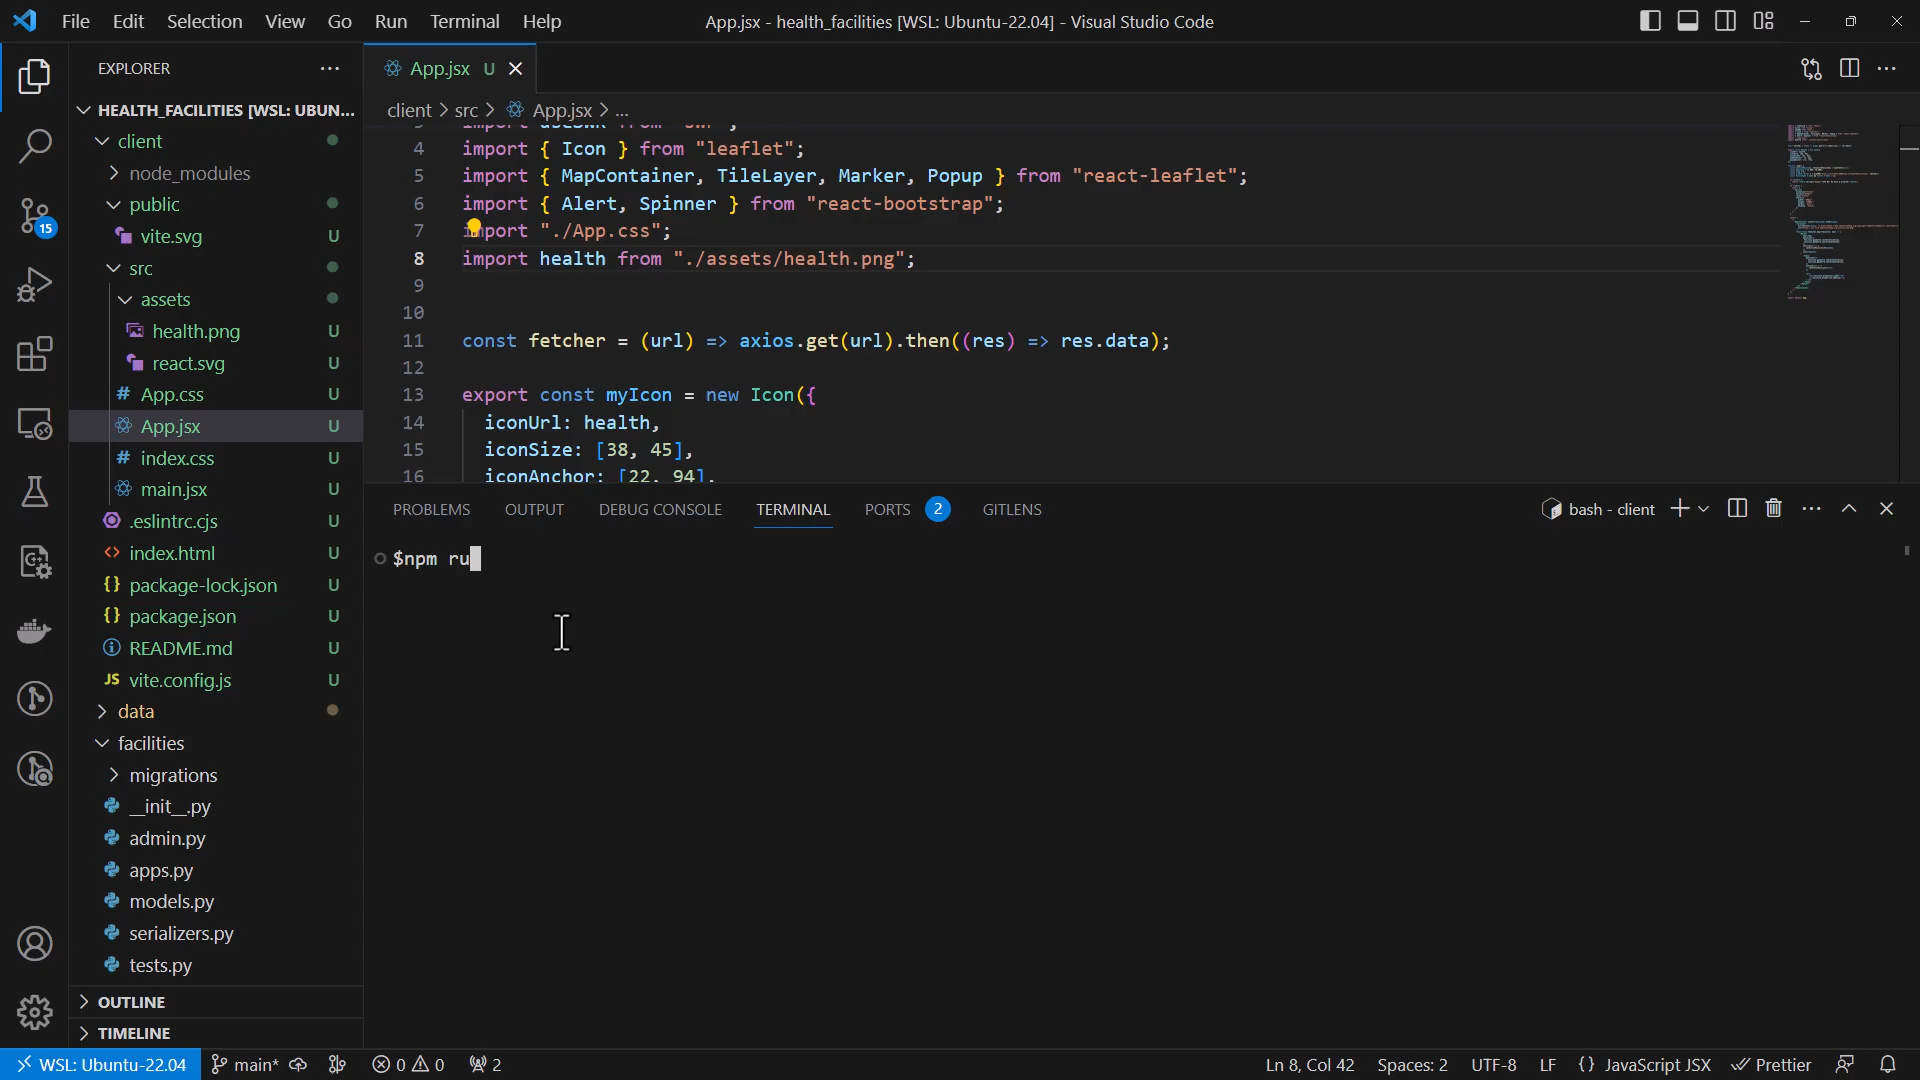 File Edit Selection View Go Run Terminal Help
App.jsx - health_facilities [WSL: Ubuntu-22.04] - Visual Studio Code
EXPLORER
HEALTH_FACILITIES [WSL: UBUN...
client
node_modules
public
vite.svg U
src
assets
health.png U
react.svg U
App.css U
App.jsx U
index.css U
main.jsx U
.eslintrc.cjs U
index.html U
package-lock.json U
package.json U
README.md U
vite.config.js U
data
facilities
migrations
__init__.py
admin.py
apps.py
models.py
serializers.py
tests.py
OUTLINE
TIMELINE
15
App.jsx U
client > src > App.jsx > ...
4 import { Icon } from "leaflet";
5 import { MapContainer, TileLayer, Marker, Popup } from "react-leaflet";
6 import { Alert, Spinner } from "react-bootstrap";
7 import "./App.css";
8 import health from "./assets/health.png";
9
10
11 const fetcher = (url) => axios.get(url).then((res) => res.data);
12
13 export const myIcon = new Icon({
14 iconUrl: health,
15 iconSize: [38, 45],
16 iconAnchor: [22, 94],
PROBLEMS OUTPUT DEBUG CONSOLE TERMINAL PORTS 2 GITLENS
bash - client
$npm ru
WSL: Ubuntu-22.04 main* 0 0 2
Ln 8, Col 42 Spaces: 2 UTF-8 LF {} JavaScript JSX Prettier